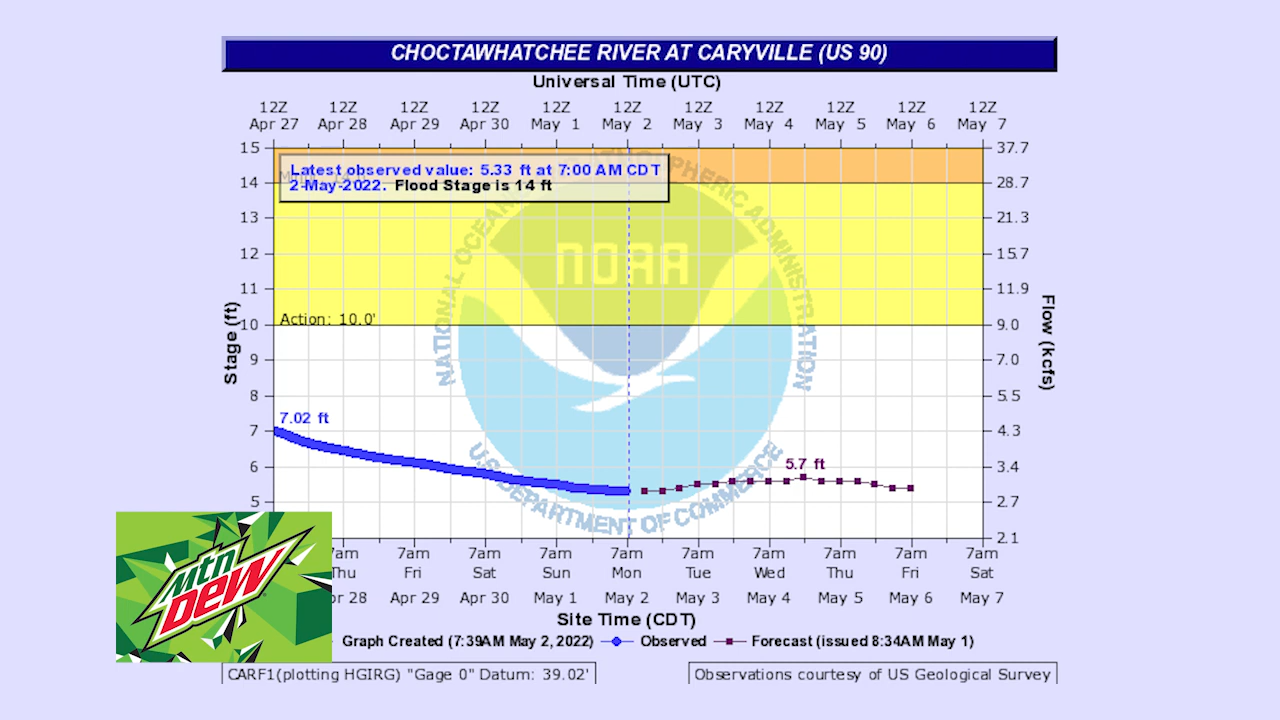 CHOCTAWHATCHEE RIVER AT CARYVILLE (US 90)
Universal Time (UTC)
12Z 12Z 12Z 12Z 12Z 12Z 12Z 12Z 12Z 12Z 12Z
Apr 27 Apr 28 Apr 29 Apr 30 May 1 May 2 May 3 May 4 May 5 May 6 May 7
15 37.7
Latest observed value: 5.33 ft at 7:00 AM CDT
2-May-2022. Flood Stage is 14 ft
14 28.7
13 21.3
12 15.7
11 11.9
Action: 10.0'
10 9.0
9 7.0
8 5.5
7.02 ft
7 4.3
5.7 ft
6 3.4
5 2.7
2.1
Stage (ft)
Flow (kcfs)
NATIONAL OCEANIC AND ATMOSPHERIC ADMINISTRATION
NOAA
U.S. DEPARTMENT OF COMMERCE
7am 7am 7am 7am 7am 7am 7am 7am 7am 7am
Thu Fri Sat Sun Mon Tue Wed Thu Fri Sat
28 Apr 29 Apr 30 May 1 May 2 May 3 May 4 May 5 May 6 May 7
Site Time (CDT)
mtn
DEW
Graph Created (7:39AM May 2, 2022) Observed Forecast (issued 8:34AM May 1)
CARF1(plotting HGIRG) "Gage 0" Datum: 39.02'
Observations courtesy of US Geological Survey